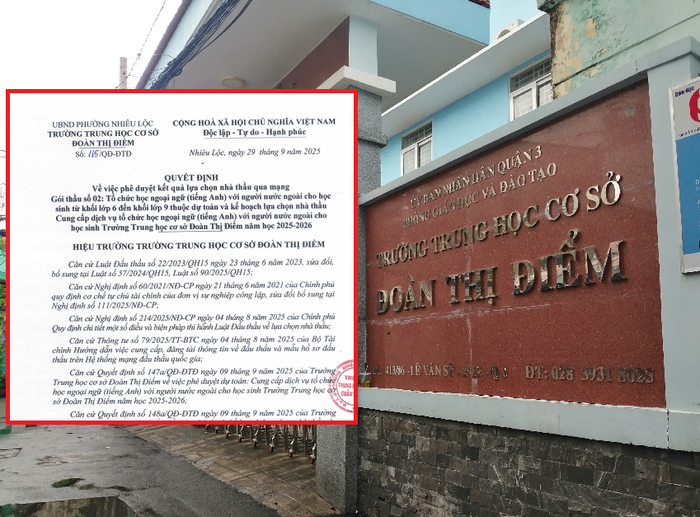 UBND PHƯỜNG NHIÊU LỘC
TRƯỜNG TRUNG HỌC CƠ SỞ
ĐOÀN THỊ ĐIỂM
Số: 115/QĐ-ĐTĐ
CỘNG HOÀ XÃ HỘI CHỦ NGHĨA VIỆT NAM
Độc lập - Tự do - Hạnh phúc
Nhiêu Lộc, ngày 29 tháng 9 năm 2025
QUYẾT ĐỊNH
Về việc phê duyệt kết quả lựa chọn nhà thầu qua mạng
Gói thầu số 02: Tổ chức học ngoại ngữ (tiếng Anh) với người nước ngoài cho học
sinh từ khối lớp 6 đến khối lớp 9 thuộc dự toán và kế hoạch lựa chọn nhà thầu
Cung cấp dịch vụ tổ chức học ngoại ngữ (tiếng Anh) với người nước ngoài cho
học sinh Trường Trung học cơ sở Đoàn Thị Điểm năm học 2025-2026
HIỆU TRƯỞNG TRƯỜNG TRUNG HỌC CƠ SỞ ĐOÀN THỊ ĐIỂM
Căn cứ Luật Đấu thầu số 22/2023/QH15 ngày 23 tháng 6 năm 2023, sửa đổi,
bổ sung tại Luật số 57/2024/QH15, Luật số 90/2025/QH15;
Căn cứ Nghị định số 60/2021/NĐ-CP ngày 21 tháng 6 năm 2021 của Chính phủ
quy định cơ chế tự chủ tài chính của đơn vị sự nghiệp công lập, sửa đổi bổ sung tại
Nghị định số 111/2025/NĐ-CP;
Căn cứ Nghị định số 214/2025/NĐ-CP ngày 04 tháng 8 năm 2025 của Chính phủ
Quy định chi tiết một số điều và biện pháp thi hành Luật Đấu thầu về lựa chọn nhà thầu;
Căn cứ Thông tư số 79/2025/TT-BTC ngày 04 tháng 8 năm 2025 của Bộ Tài
chính Hướng dẫn việc cung cấp, đăng tải thông tin về đấu thầu và mẫu hồ sơ đấu
thầu trên Hệ thống mạng đấu thầu quốc gia;
Căn cứ Quyết định số 147a/QĐ-ĐTĐ ngày 09 tháng 9 năm 2025 của Trường
Trung học cơ sở Đoàn Thị Điểm về việc phê duyệt dự toán: Cung cấp dịch vụ tổ chức
học ngoại ngữ (tiếng Anh) với người nước ngoài cho học sinh Trường Trung học cơ
sở Đoàn Thị Điểm năm học 2025-2026;
Căn cứ Quyết định số 148a/QĐ-ĐTĐ ngày 09 tháng 9 năm 2025 của Trường
ỦY BAN NHÂN DÂN QUẬN 3
PHÒNG GIÁO DỤC VÀ ĐÀO TẠO
TRƯỜNG TRUNG HỌC CƠ SỞ
ĐOÀN THỊ ĐIỂM
413/86 - LÊ VĂN SỸ
ĐT: 028 3931 8025